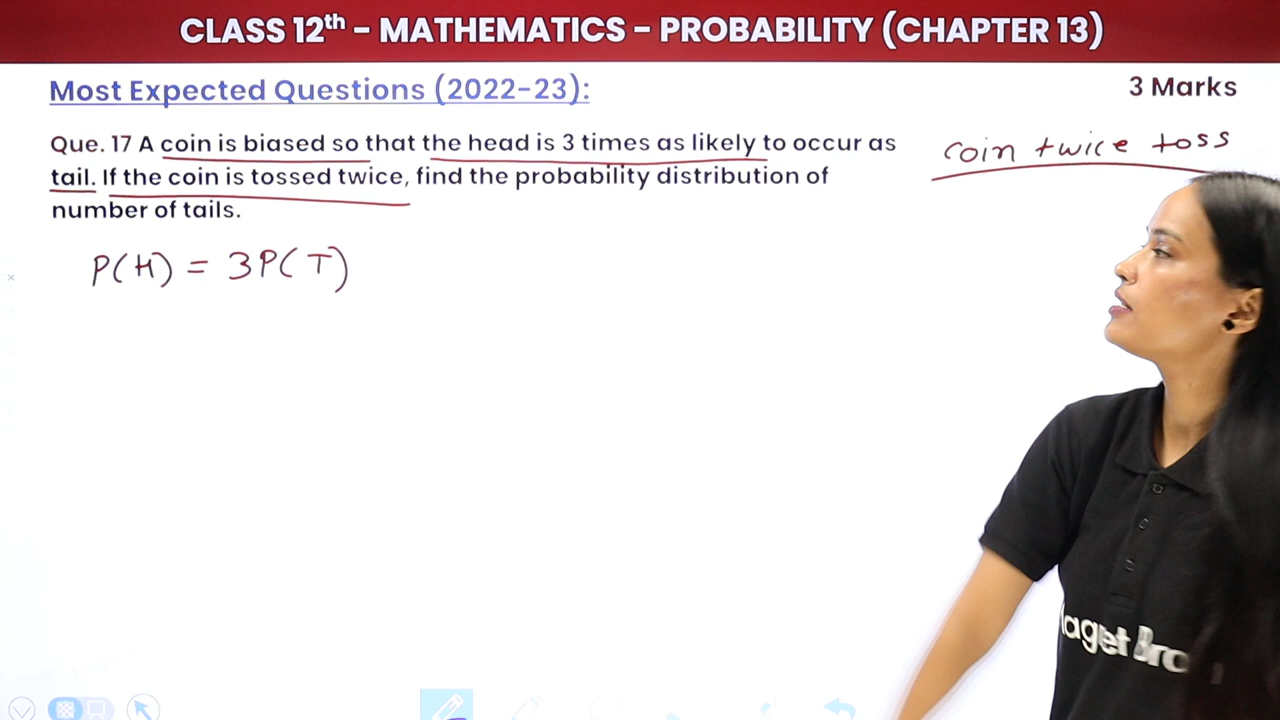 CLASS 12th - MATHEMATICS - PROBABILITY (CHAPTER 13)
Most Expected Questions (2022-23):
3 Marks
Que. 17 A coin is biased so that the head is 3 times as likely to occur as
tail. If the coin is tossed twice, find the probability distribution of
number of tails.
coin twice toss
P(H) = 3P(T)